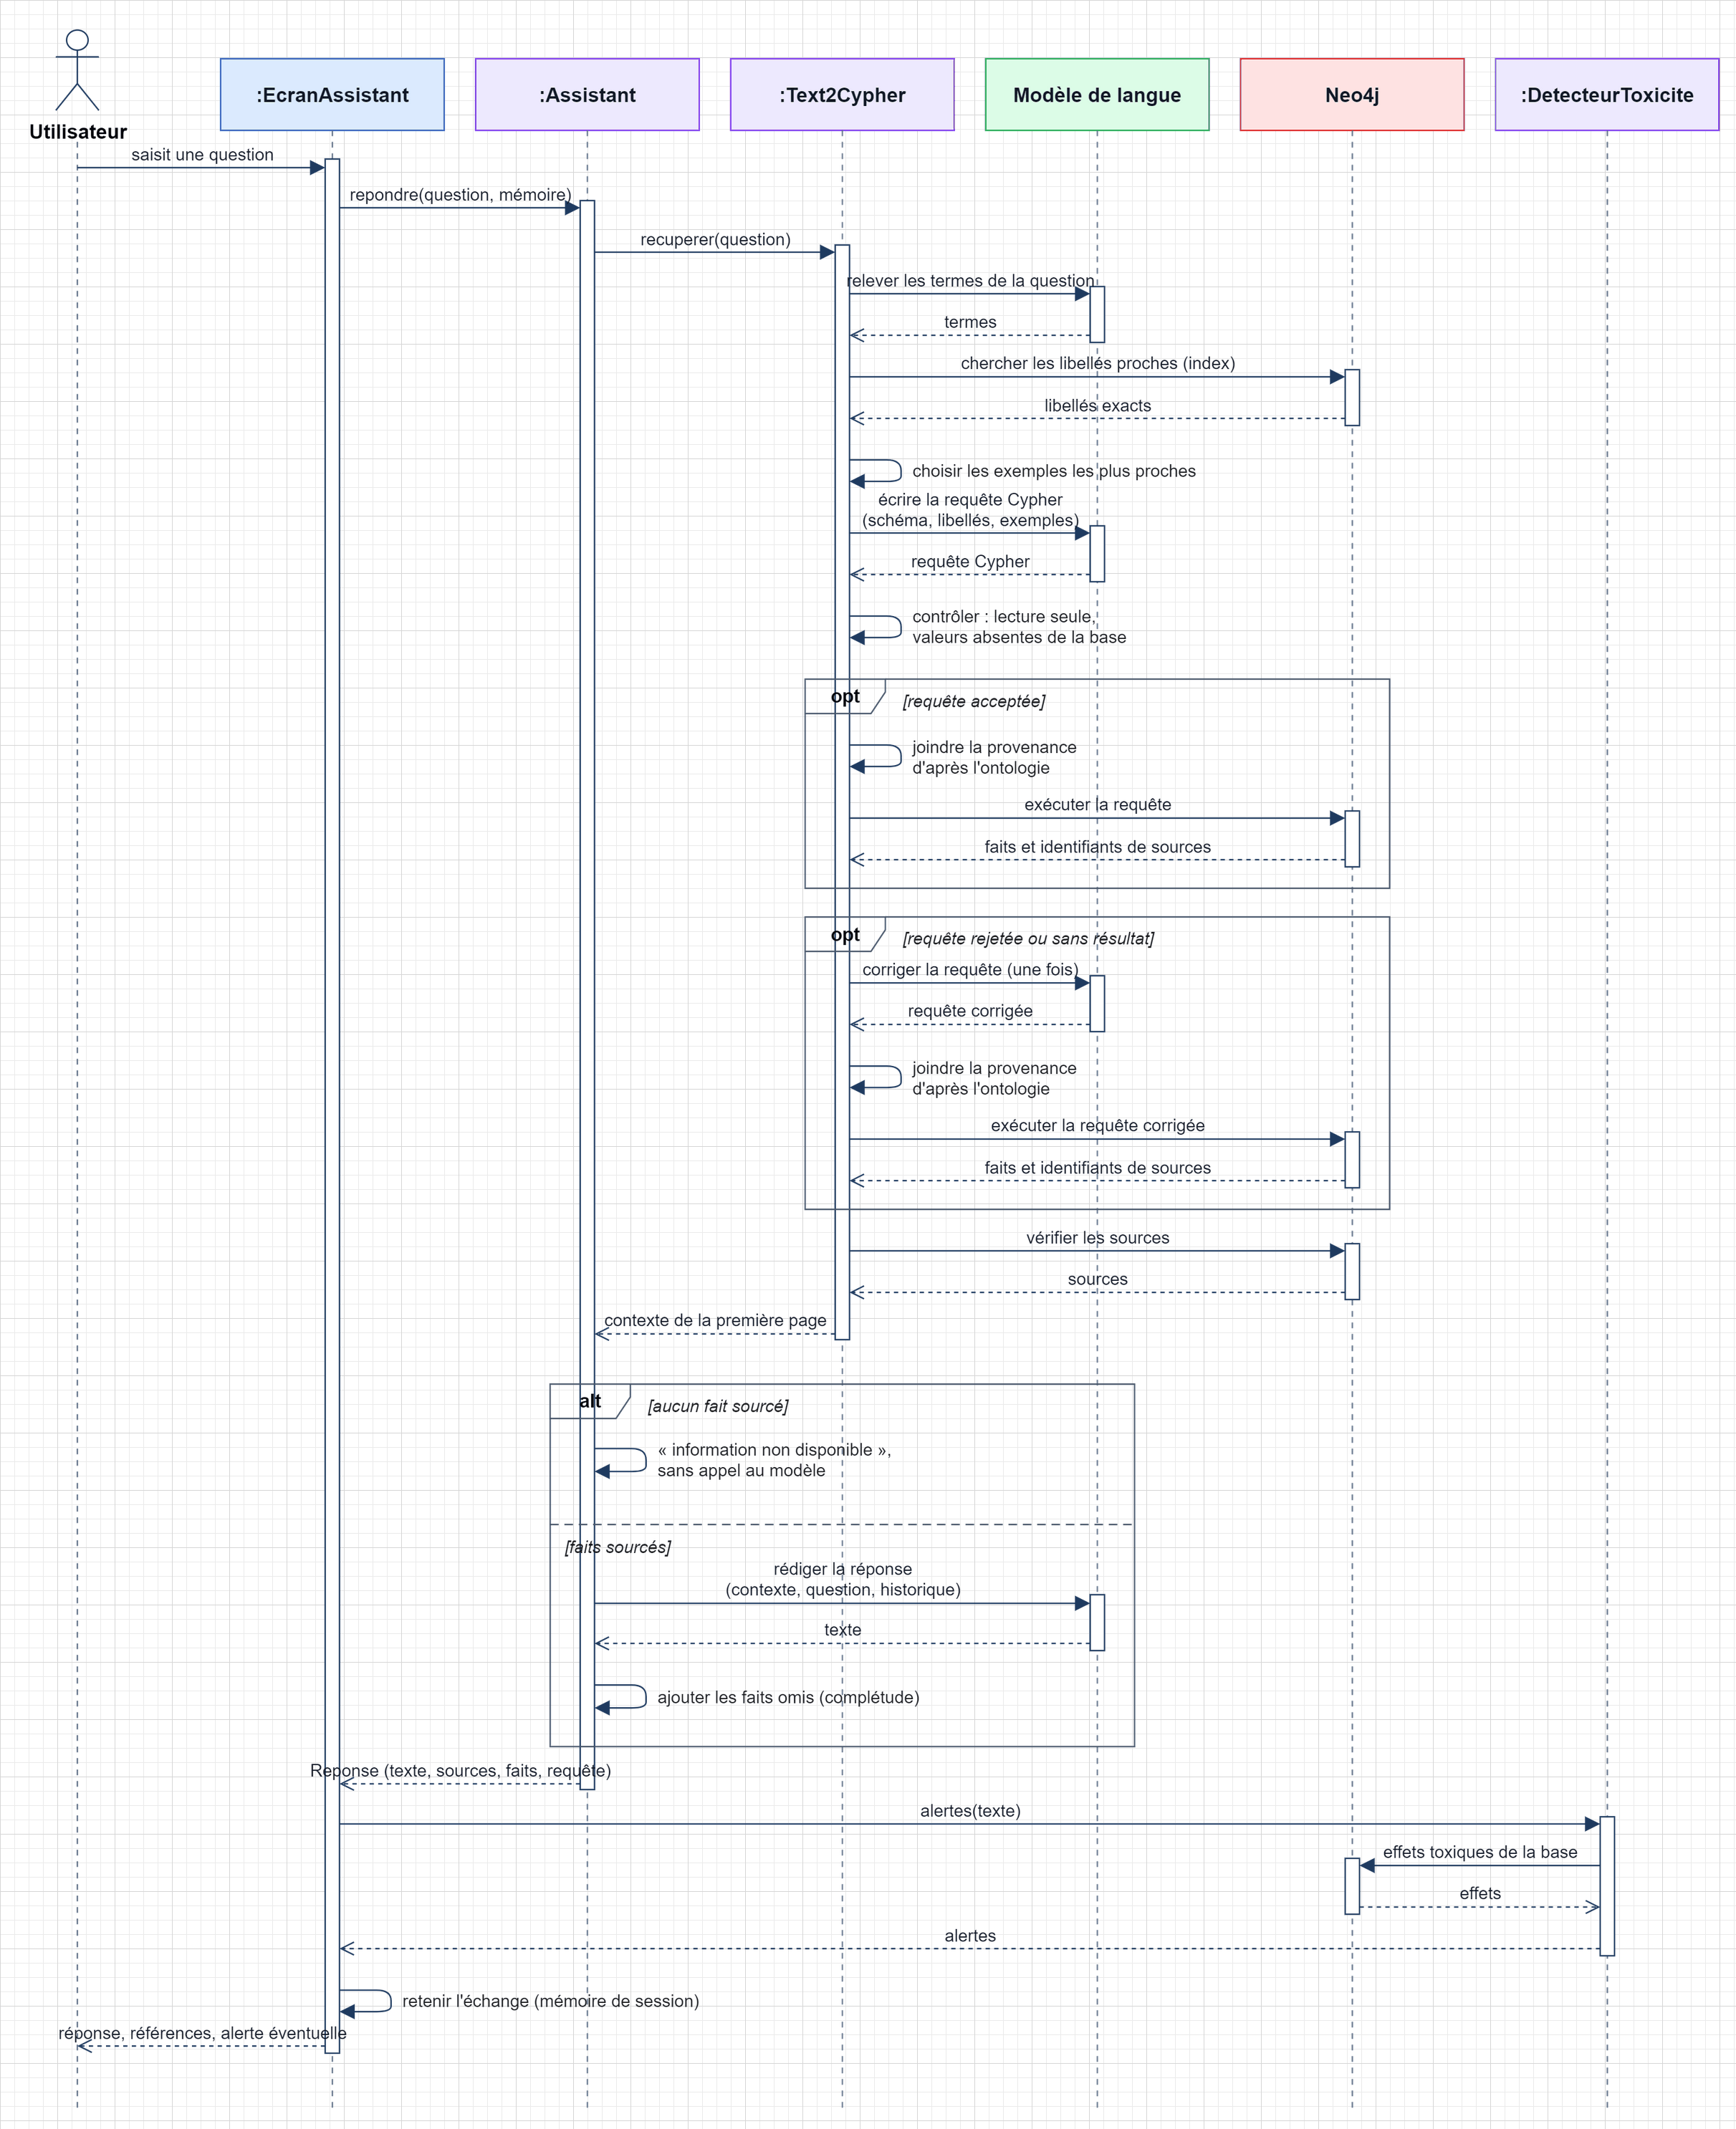 Utilisateur
:EcranAssistant
:Assistant
:Text2Cypher
Modèle de langue
Neo4j
:DetecteurToxicite
saisit une question
repondre(question, mémoire)
recuperer(question)
relever les termes de la question
termes
chercher les libellés proches (index)
libellés exacts
choisir les exemples les plus proches
écrire la requête Cypher
(schéma, libellés, exemples)
requête Cypher
contrôler : lecture seule,
valeurs absentes de la base
opt
[requête acceptée]
joindre la provenance
d'après l'ontologie
exécuter la requête
faits et identifiants de sources
opt
[requête rejetée ou sans résultat]
corriger la requête (une fois)
requête corrigée
joindre la provenance
d'après l'ontologie
exécuter la requête corrigée
faits et identifiants de sources
vérifier les sources
sources
contexte de la première page
alt
[aucun fait sourcé]
« information non disponible »,
sans appel au modèle
[faits sourcés]
rédiger la réponse
(contexte, question, historique)
texte
ajouter les faits omis (complétude)
Reponse (texte, sources, faits, requête)
alertes(texte)
effets toxiques de la base
effets
alertes
retenir l'échange (mémoire de session)
réponse, références, alerte éventuelle